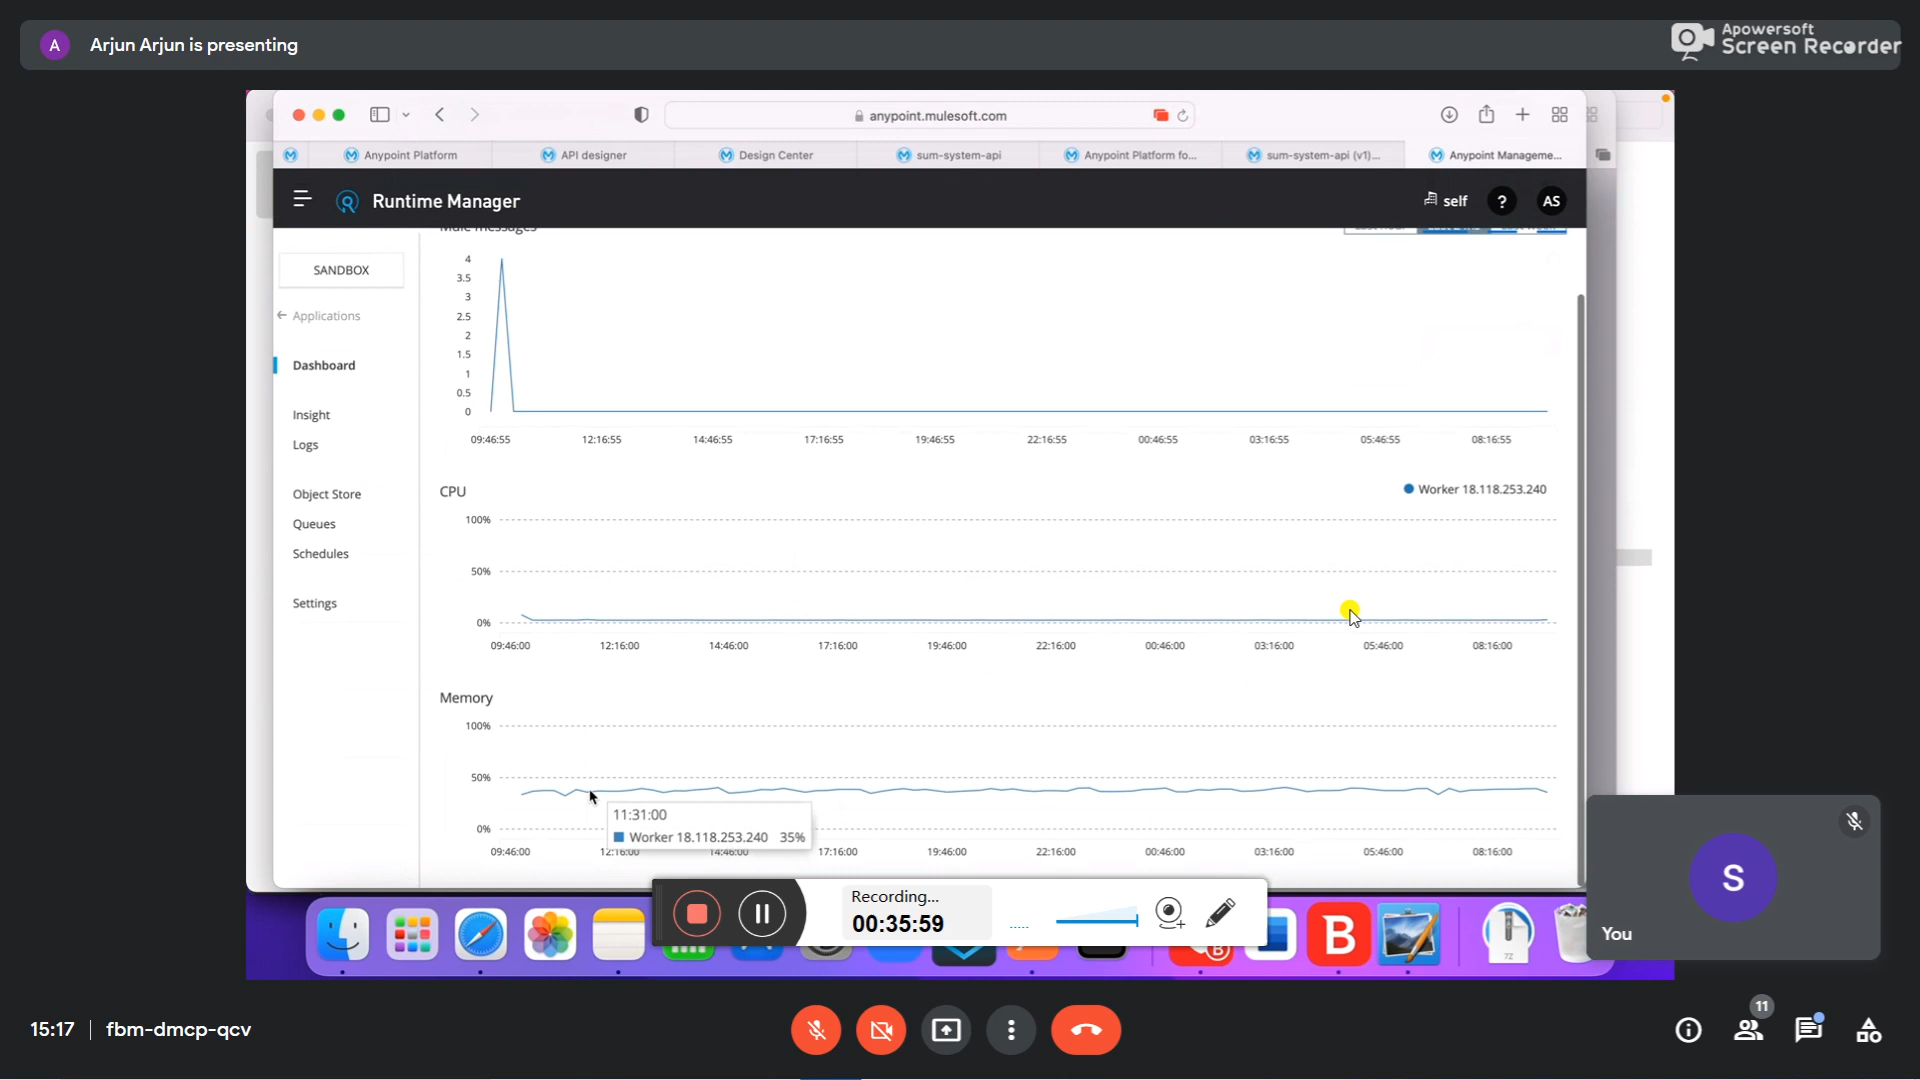 A Arjun Arjun is presenting
Apowersoft
Screen Recorder
anypoint.mulesoft.com
Anypoint Platform
API designer
Design Center
sum-system-api
Anypoint Platform fo...
sum-system-api (v1)...
Anypoint Manageme...
Runtime Manager
self
?
AS
Mule messages
SANDBOX
Applications
Dashboard
Insight
Logs
Object Store
Queues
Schedules
Settings
4
3.5
3
2.5
2
1.5
1
0.5
0
09:46:55 12:16:55 14:46:55 17:16:55 19:46:55 22:16:55 00:46:55 03:16:55 05:46:55 08:16:55
CPU
Worker 18.118.253.240
100%
50%
0%
09:46:00 12:16:00 14:46:00 17:16:00 19:46:00 22:16:00 00:46:00 03:16:00 05:46:00 08:16:00
Memory
100%
50%
11:31:00
Worker 18.118.253.240 35%
0%
09:46:00 12:16:00 14:46:00 17:16:00 19:46:00 22:16:00 00:46:00 03:16:00 05:46:00 08:16:00
Recording...
00:35:59
B
B
7Z
S
You
15:17 | fbm-dmcp-qcv
11